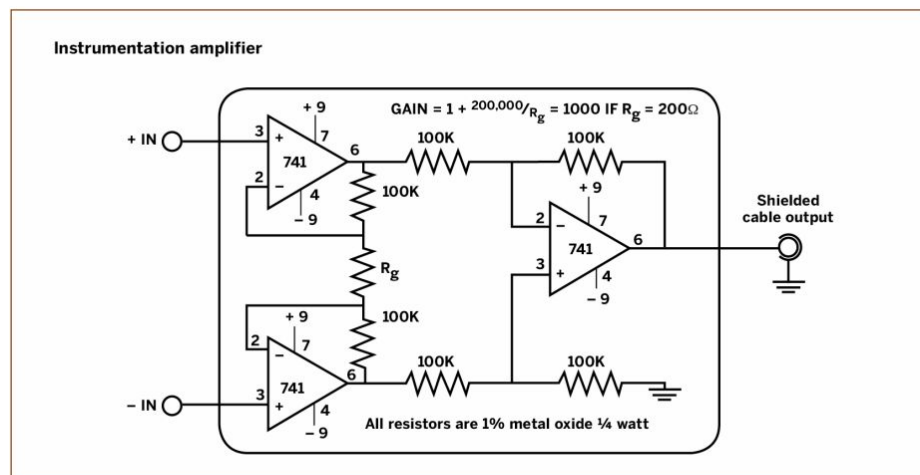 Instrumentation amplifier
GAIN = 1 + 200,000/Rg = 1000 IF Rg = 200Ω
+ 9
100K
100K
+ IN
3
+
7
6
741
2
−
4
100K
− 9
+ 9
Shielded
cable output
2
−
7
741
6
Rg
3
+
4
− 9
+ 9
100K
2
−
7
100K
100K
741
6
− IN
3
+
4
− 9
All resistors are 1% metal oxide ¼ watt